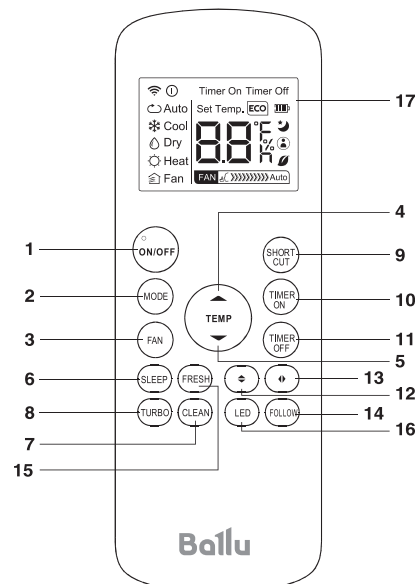 Timer On Timer Off
Auto Set Temp. ECO
Cool
Dry
Heat
Fan
8.8 °F % h
FAN Auto
17
4
1 ON/OFF
SHORT CUT 9
2 MODE
TEMP
TIMER ON 10
3 FAN
TIMER OFF 11
5
6 SLEEP FRESH
13
12
8 TURBO CLEAN LED FOLLOW 14
7
16
15
Ballu